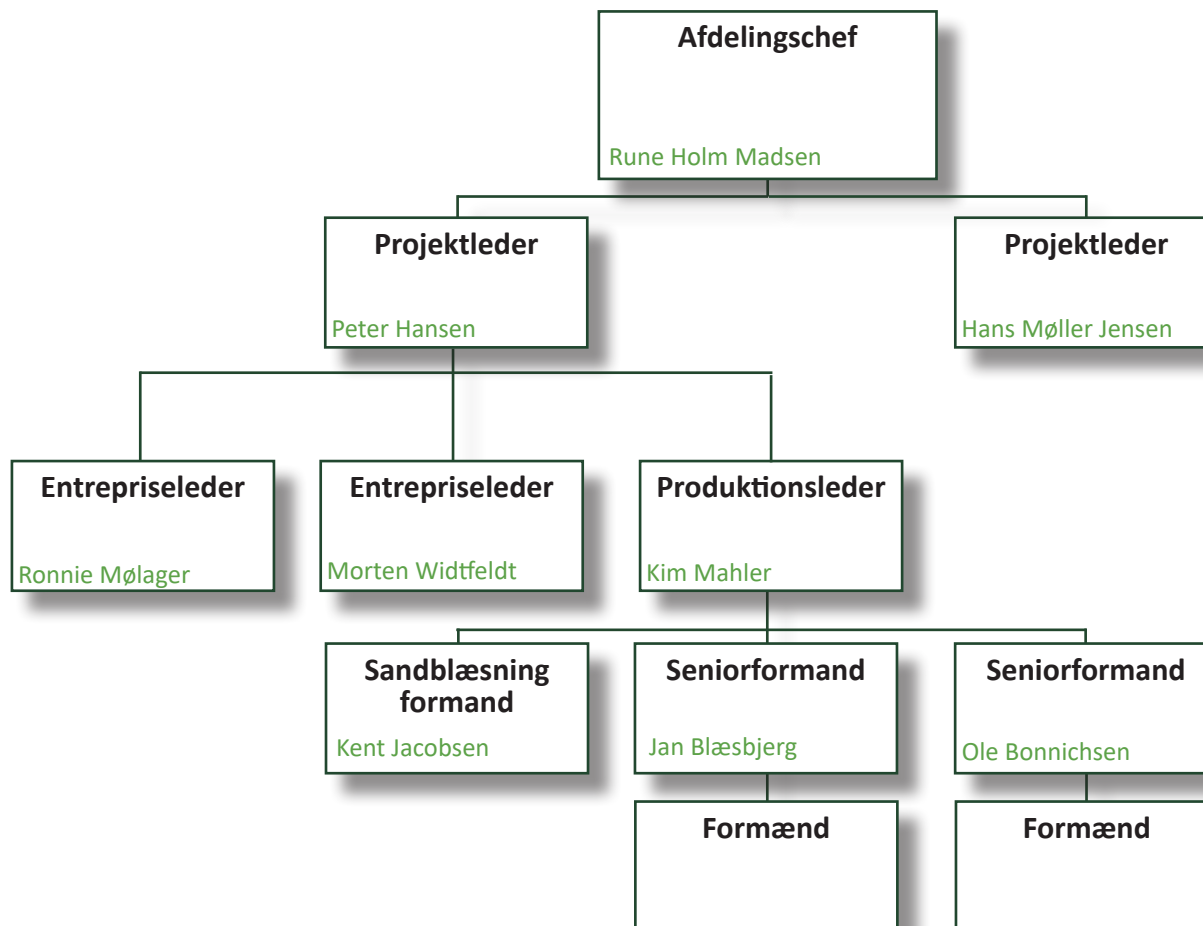 Afdelingschef
Rune Holm Madsen
Projektleder
Peter Hansen
Projektleder
Hans Møller Jensen
Entrepriseleder
Ronnie Mølager
Entrepriseleder
Morten Widtfeldt
Produktionsleder
Kim Mahler
Sandblæsning
formand
Kent Jacobsen
Seniorformand
Jan Blæsbjerg
Seniorformand
Ole Bonnichsen
Formænd
Formænd